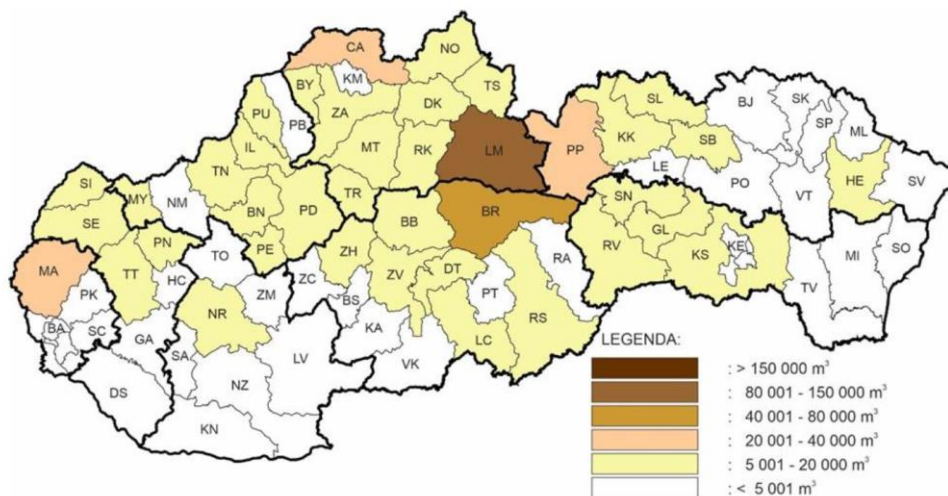 CA
NO
KM
BY
TS
ZA
DK
PU
PB
IL
MT
RK
LM
TN
TR
PP
SL
KK
SB
LE
BJ
SK
SP
ML
PO
VT
HE
SV
SI
MY
NM
SE
BN
PD
BB
BR
SN
GL
RV
KS
KE
RA
TV
MI
SO
PN
PE
TO
ZH
MA
TT
HC
ZC
ZV
DT
PT
PK
BA
SC
NR
ZM
BS
KA
GA
LV
LC
RS
SA
VK
DS
NZ
KN
LEGENDA:
: > 150 000 m³
: 80 001 - 150 000 m³
: 40 001 - 80 000 m³
: 20 001 - 40 000 m³
: 5 001 - 20 000 m³
: < 5 001 m³